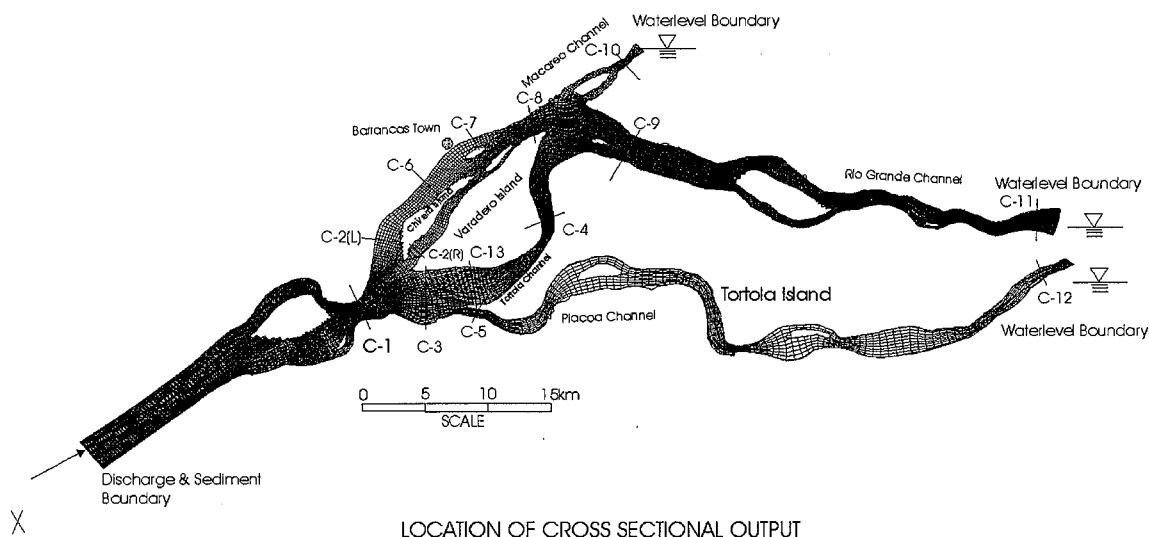 Waterlevel Boundary
Macareo Channel
C-10
C-8
Barrancas Town
C-7
C-9
C-6
Rio Grande Channel
Waterlevel Boundary
C-11
Varadero Island
C-2(L)
C-2(R)
C-13
C-4
Tortola Channel
Tortola Island
C-12
C-5
Placoa Channel
Waterlevel Boundary
C-1
C-3
0 5 10 15km
SCALE
Discharge & Sediment
Boundary
X
LOCATION OF CROSS SECTIONAL OUTPUT